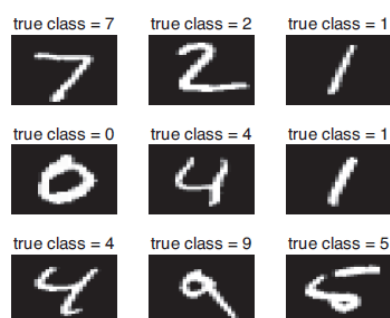 true class = 7 true class = 2 true class = 1
7 2 1
true class = 0 true class = 4 true class = 1
0 4 1
true class = 4 true class = 9 true class = 5
4 9 5